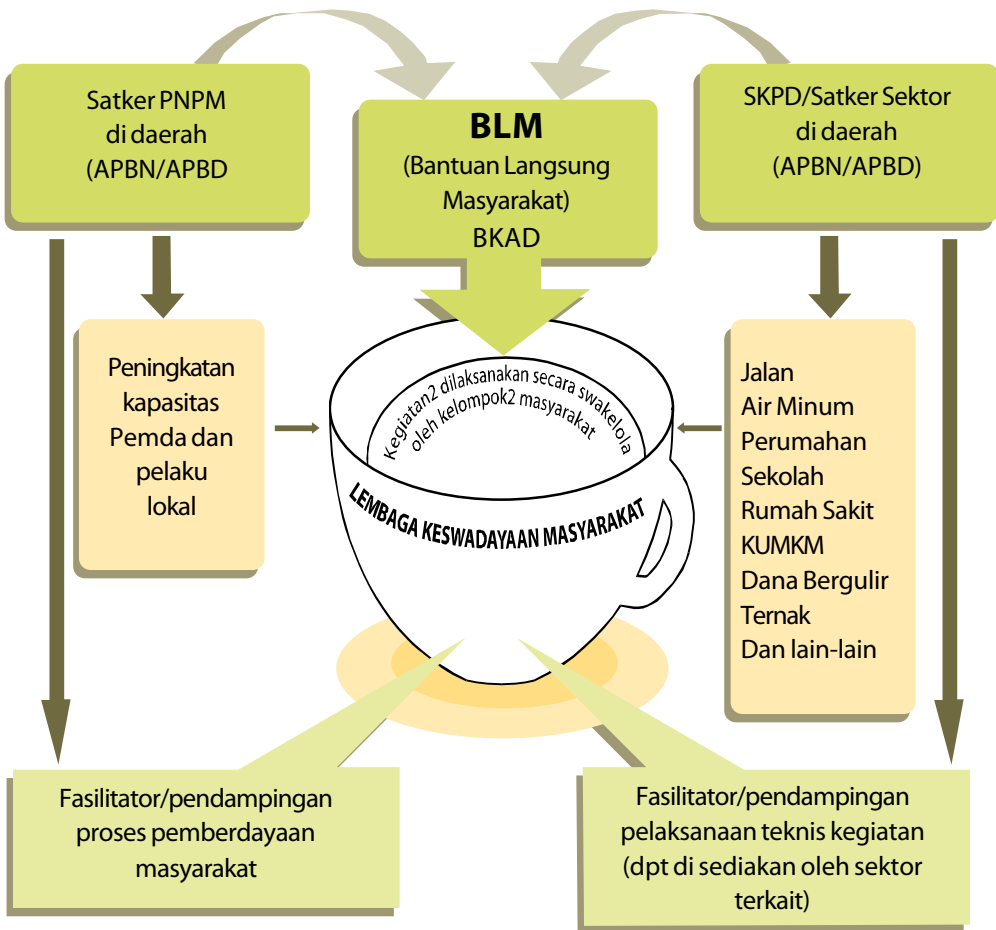 Satker PNPM
di daerah
(APBN/APBD
BLM
(Bantuan Langsung
Masyarakat)
BKAD
SKPD/Satker Sektor
di daerah
(APBN/APBD)
Peningkatan
kapasitas
Pemda dan
pelaku
lokal
Kegiatan2 dilaksanakan secara swakelola
oleh kelompok2 masyarakat
LEMBAGA KESWADAYAAN MASYARAKAT
Jalan
Air Minum
Perumahan
Sekolah
Rumah Sakit
KUMKM
Dana Bergulir
Ternak
Dan lain-lain
Fasilitator/pendampingan
proses pemberdayaan
masyarakat
Fasilitator/pendampingan
pelaksanaan teknis kegiatan
(dpt di sediakan oleh sektor
terkait)